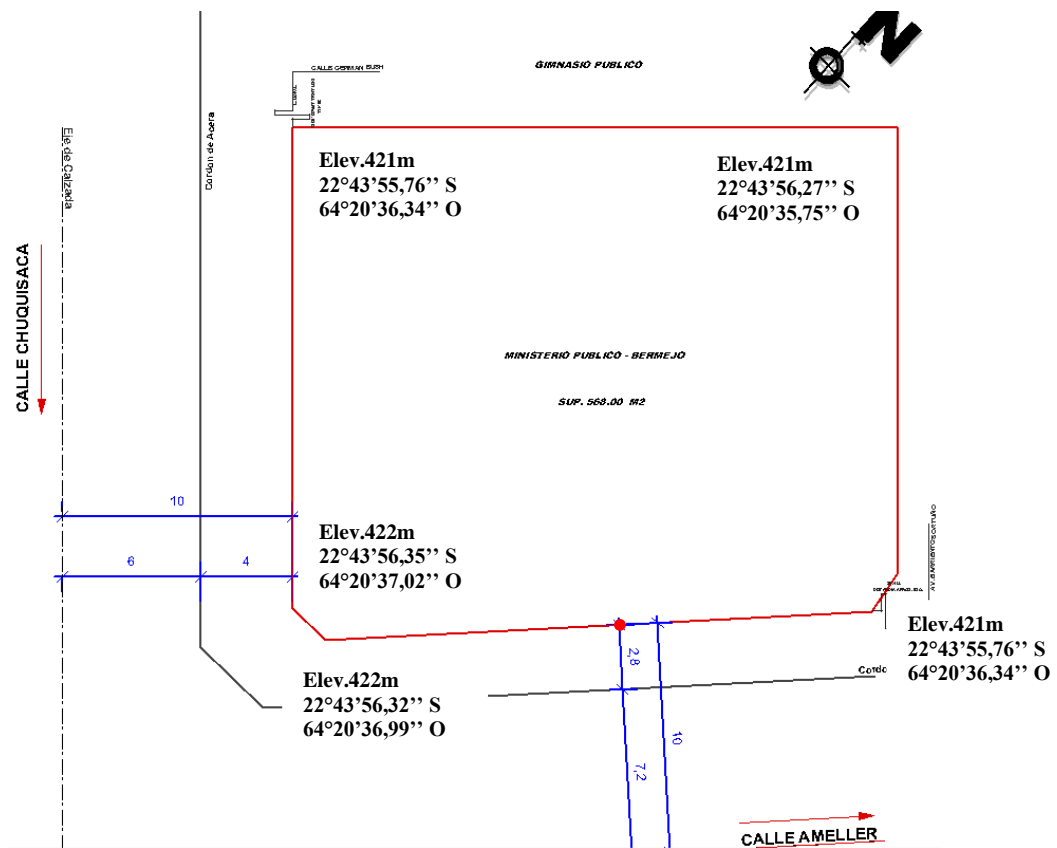 N
GIMNASIO PUBLICO
CALLE GERMAN BUSH
Cordon de Acera
Eje de Calzada
CALLE CHUQUISACA
Elev.421m
22°43’55,76’’ S
64°20’36,34’’ O
Elev.421m
22°43’56,27’’ S
64°20’35,75’’ O
MINISTERIO PUBLICO - BERMEJO
SUP. 568.00 M2
10
6
4
Elev.422m
22°43’56,35’’ S
64°20’37,02’’ O
Elev.422m
22°43’56,32’’ S
64°20’36,99’’ O
2,8
10
7,2
Cordo
Elev.421m
22°43’55,76’’ S
64°20’36,34’’ O
CALLE AMELLER